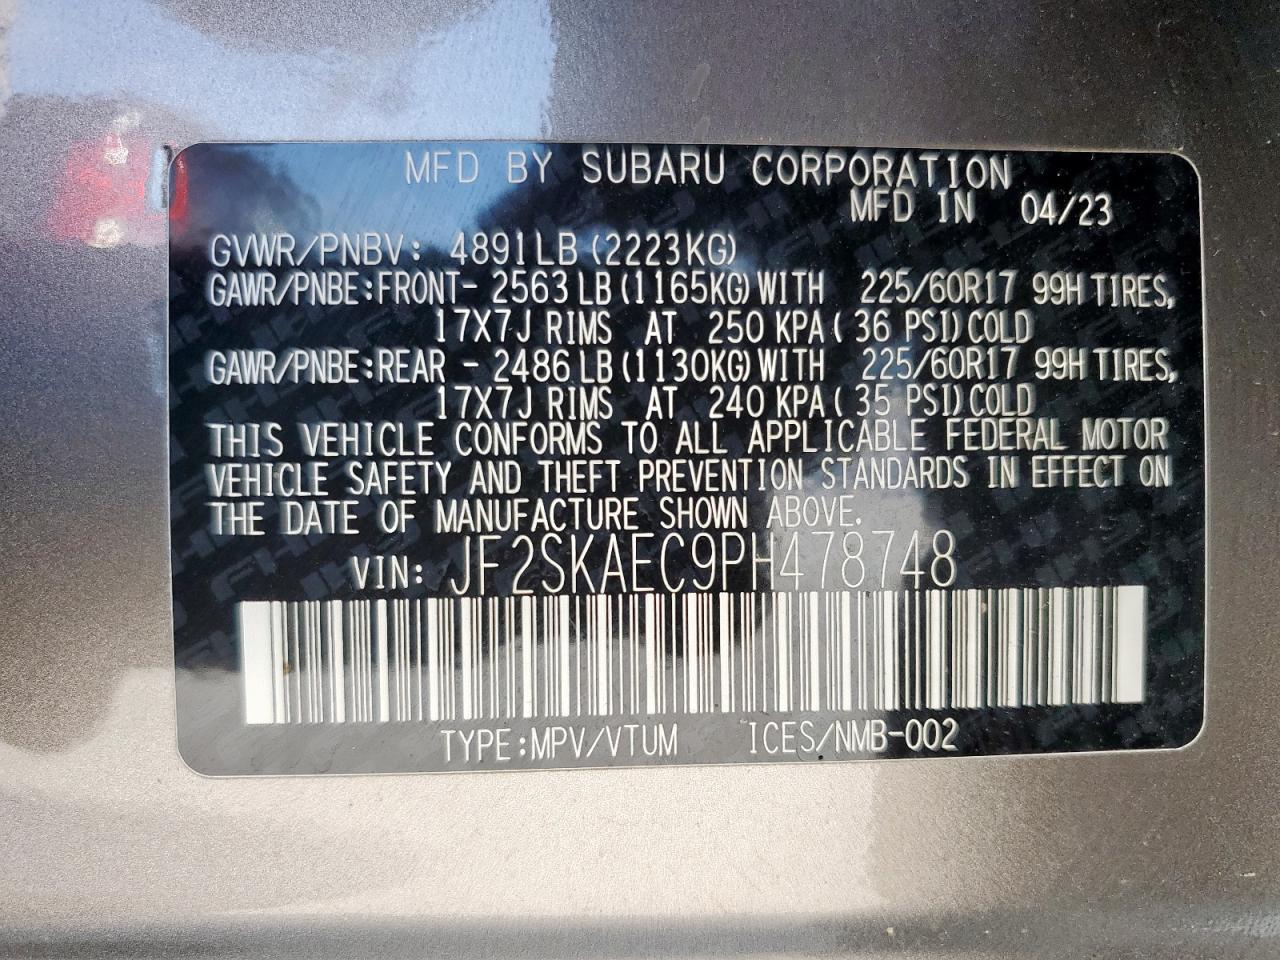 MFD BY SUBARU CORPORATION
MFD IN 04/23
GVWR/PNBV: 4891LB (2223KG)
GAWR/PNBE:FRONT- 2563LB(1165KG)WITH 225/60R17 99H TIRES,
17X7J RIMS AT 250 KPA( 36 PSI)COLD
GAWR/PNBE:REAR - 2486LB(1130KG)WITH 225/60R17 99H TIRES,
17X7J RIMS AT 240 KPA( 35 PSI)COLD
THIS VEHICLE CONFORMS TO ALL APPLICABLE FEDERAL MOTOR
VEHICLE SAFETY AND THEFT PREVENTION STANDARDS IN EFFECT ON
THE DATE OF MANUFACTURE SHOWN ABOVE.
VIN: JF2SKAEC9PH478748
TYPE:MPV/VTUM ICES/NMB-002